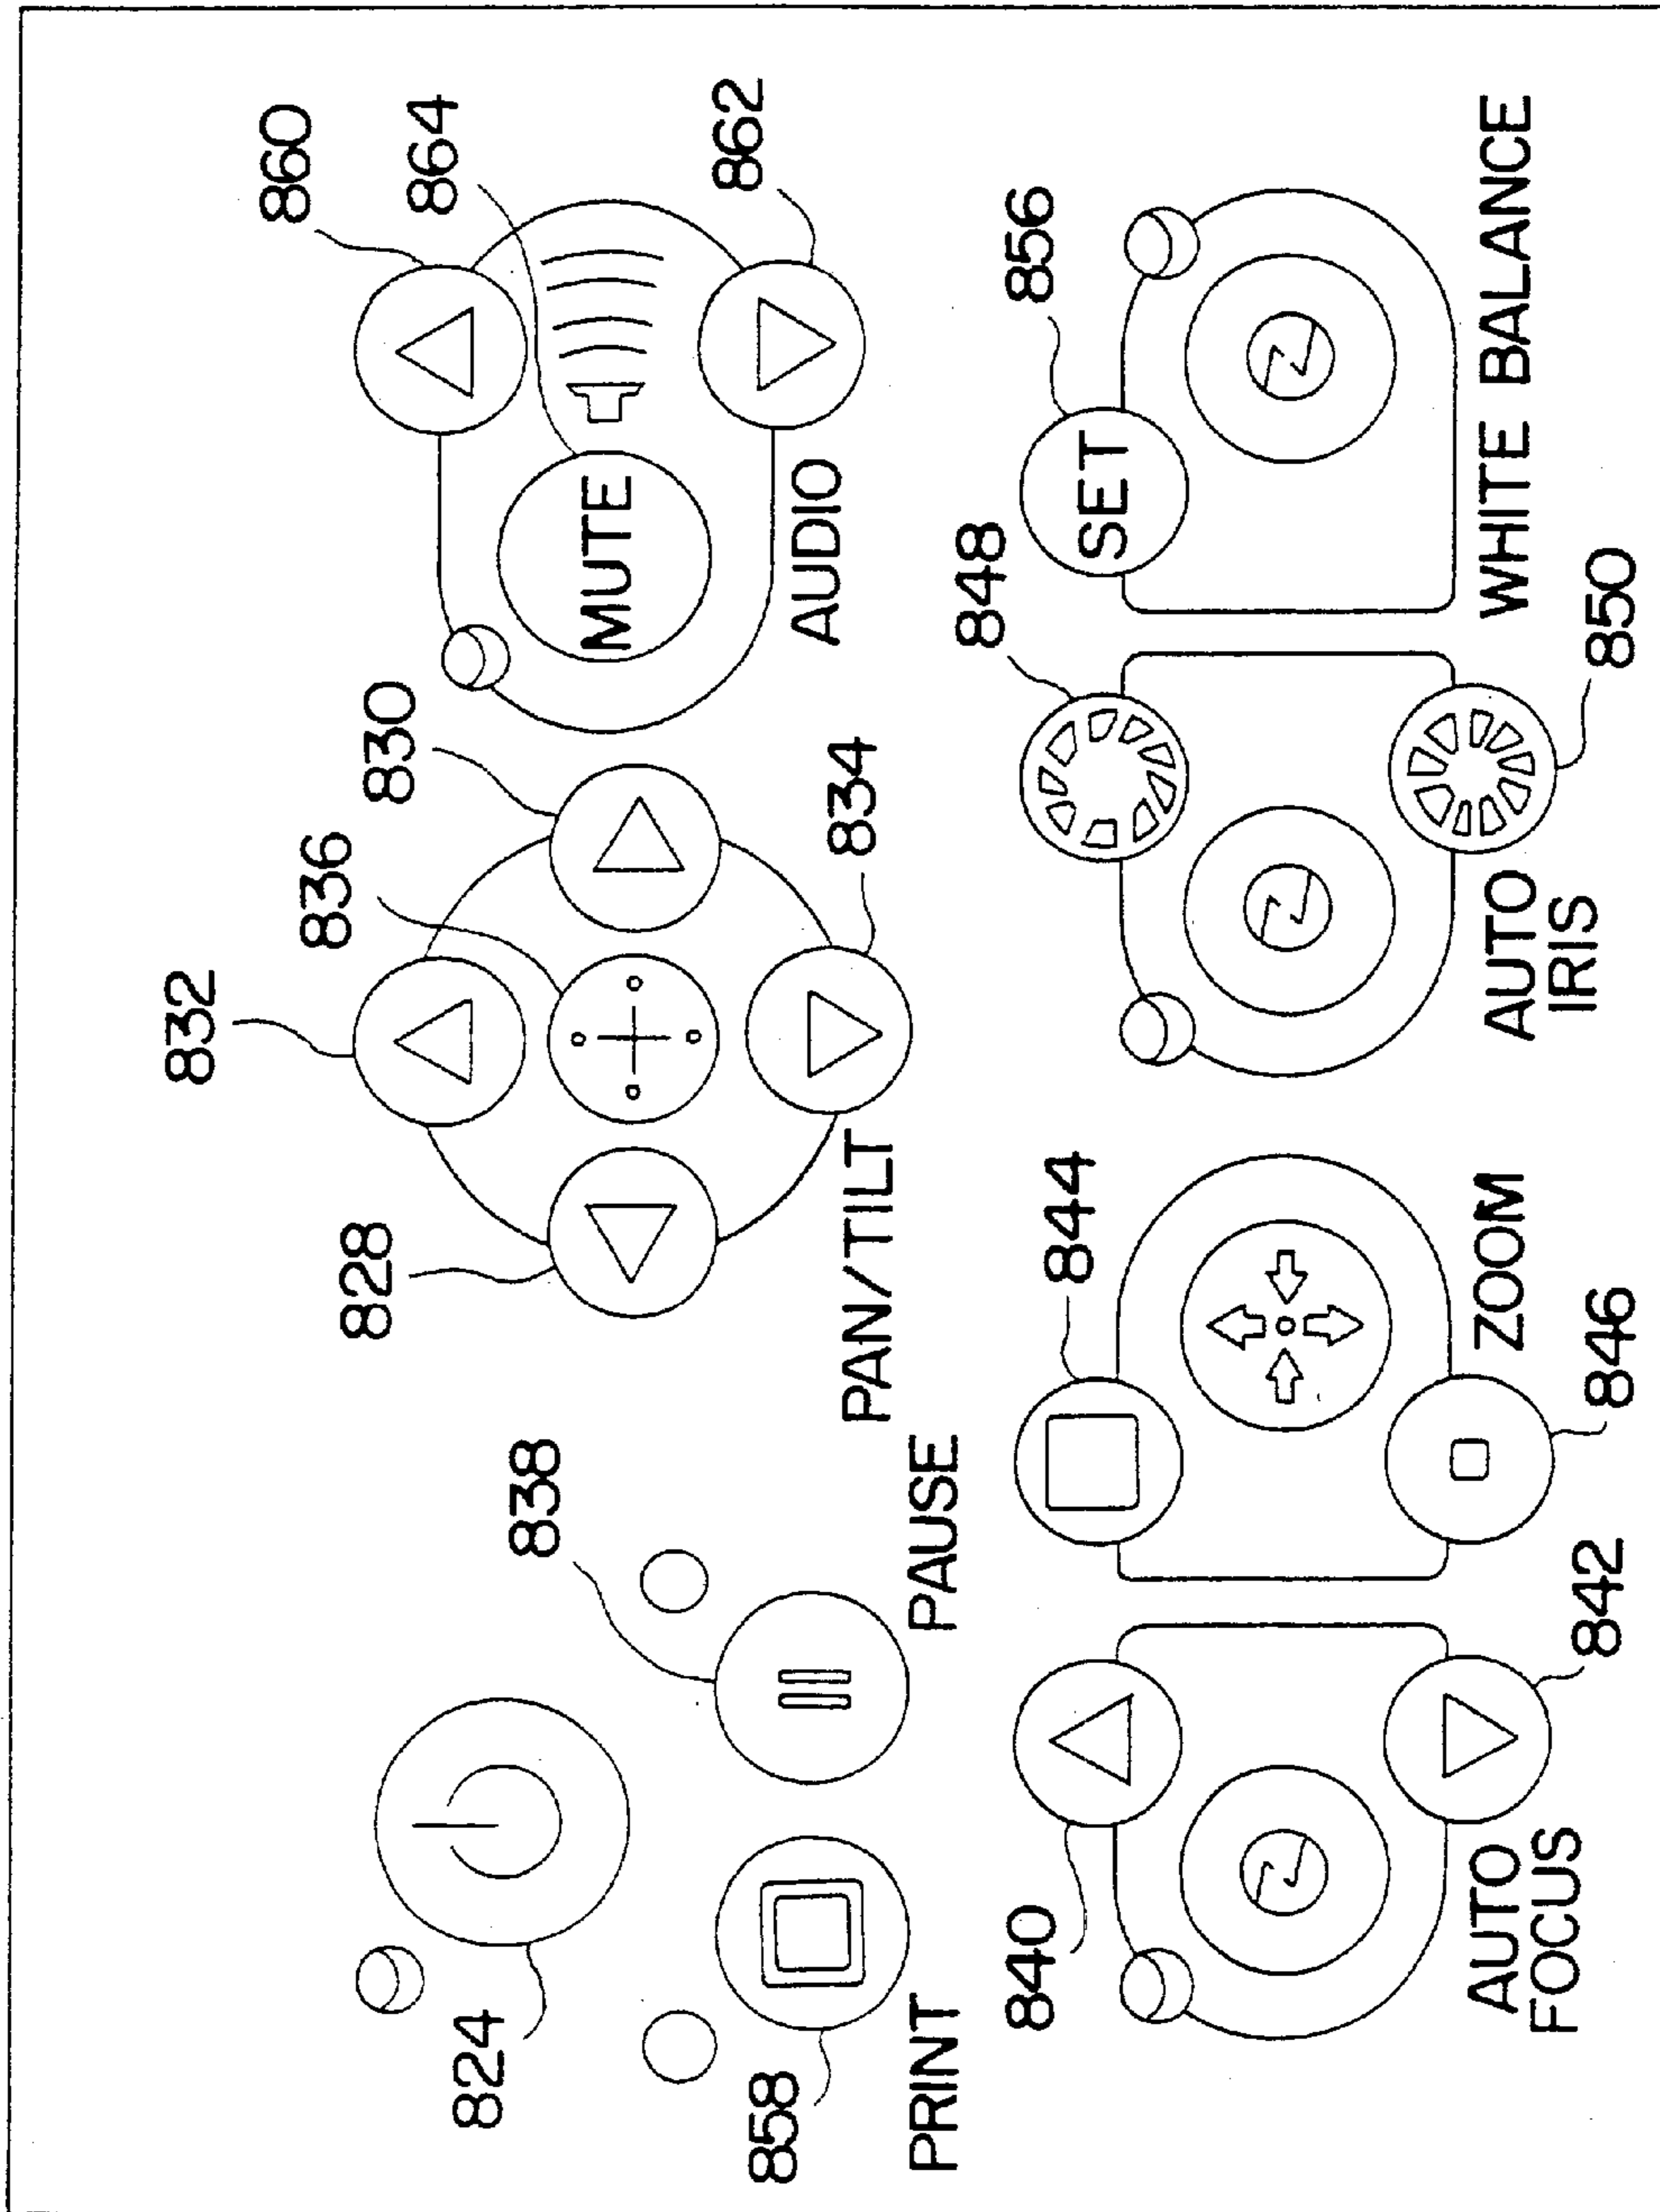 832
860
836
830
864
828
824
838
MUTE
862
858
PAN/TILT
834
AUDIO
PRINT
PAUSE
840
844
848
SET
856
842
846
850
AUTO
FOCUS
ZOOM
AUTO
IRIS
WHITE BALANCE